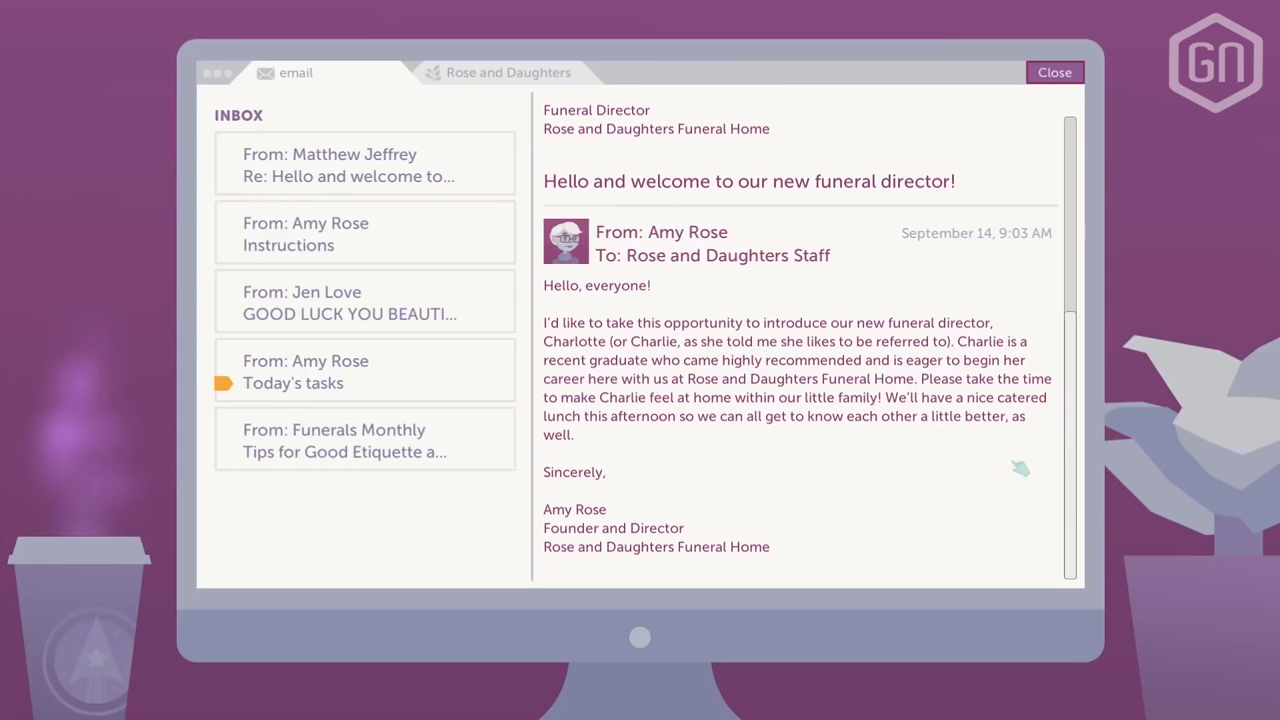 GN
email
Rose and Daughters
Close
INBOX
From: Matthew Jeffrey
Re: Hello and welcome to...
From: Amy Rose
Instructions
From: Jen Love
GOOD LUCK YOU BEAUTI...
From: Amy Rose
Today's tasks
From: Funerals Monthly
Tips for Good Etiquette a...
Funeral Director
Rose and Daughters Funeral Home
Hello and welcome to our new funeral director!
From: Amy Rose
September 14, 9:03 AM
To: Rose and Daughters Staff
Hello, everyone!
I'd like to take this opportunity to introduce our new funeral director,
Charlotte (or Charlie, as she told me she likes to be referred to). Charlie is a
recent graduate who came highly recommended and is eager to begin her
career here with us at Rose and Daughters Funeral Home. Please take the time
to make Charlie feel at home within our little family! We'll have a nice catered
lunch this afternoon so we can all get to know each other a little better, as
well.
Sincerely,
Amy Rose
Founder and Director
Rose and Daughters Funeral Home